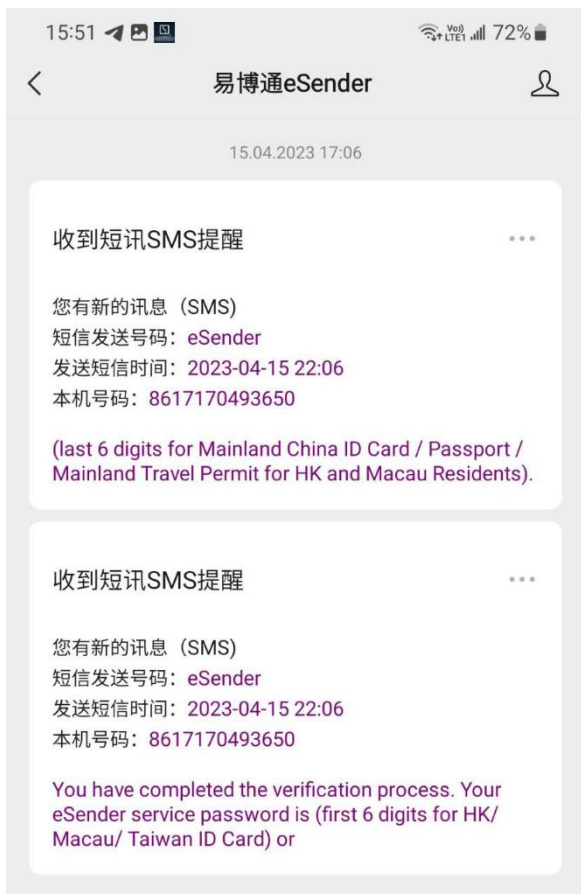 15:51 72%
易博通eSender
15.04.2023 17:06
收到短讯SMS提醒
您有新的讯息（SMS)
短信发送号码：eSender
发送短信时间：2023-04-15 22:06
本机号码：8617170493650
(last 6 digits for Mainland China ID Card / Passport /
Mainland Travel Permit for HK and Macau Residents).
收到短讯SMS提醒
您有新的讯息（SMS)
短信发送号码：eSender
发送短信时间：2023-04-15 22:06
本机号码：8617170493650
You have completed the verification process. Your
eSender service password is (first 6 digits for HK/
Macau/ Taiwan ID Card) or